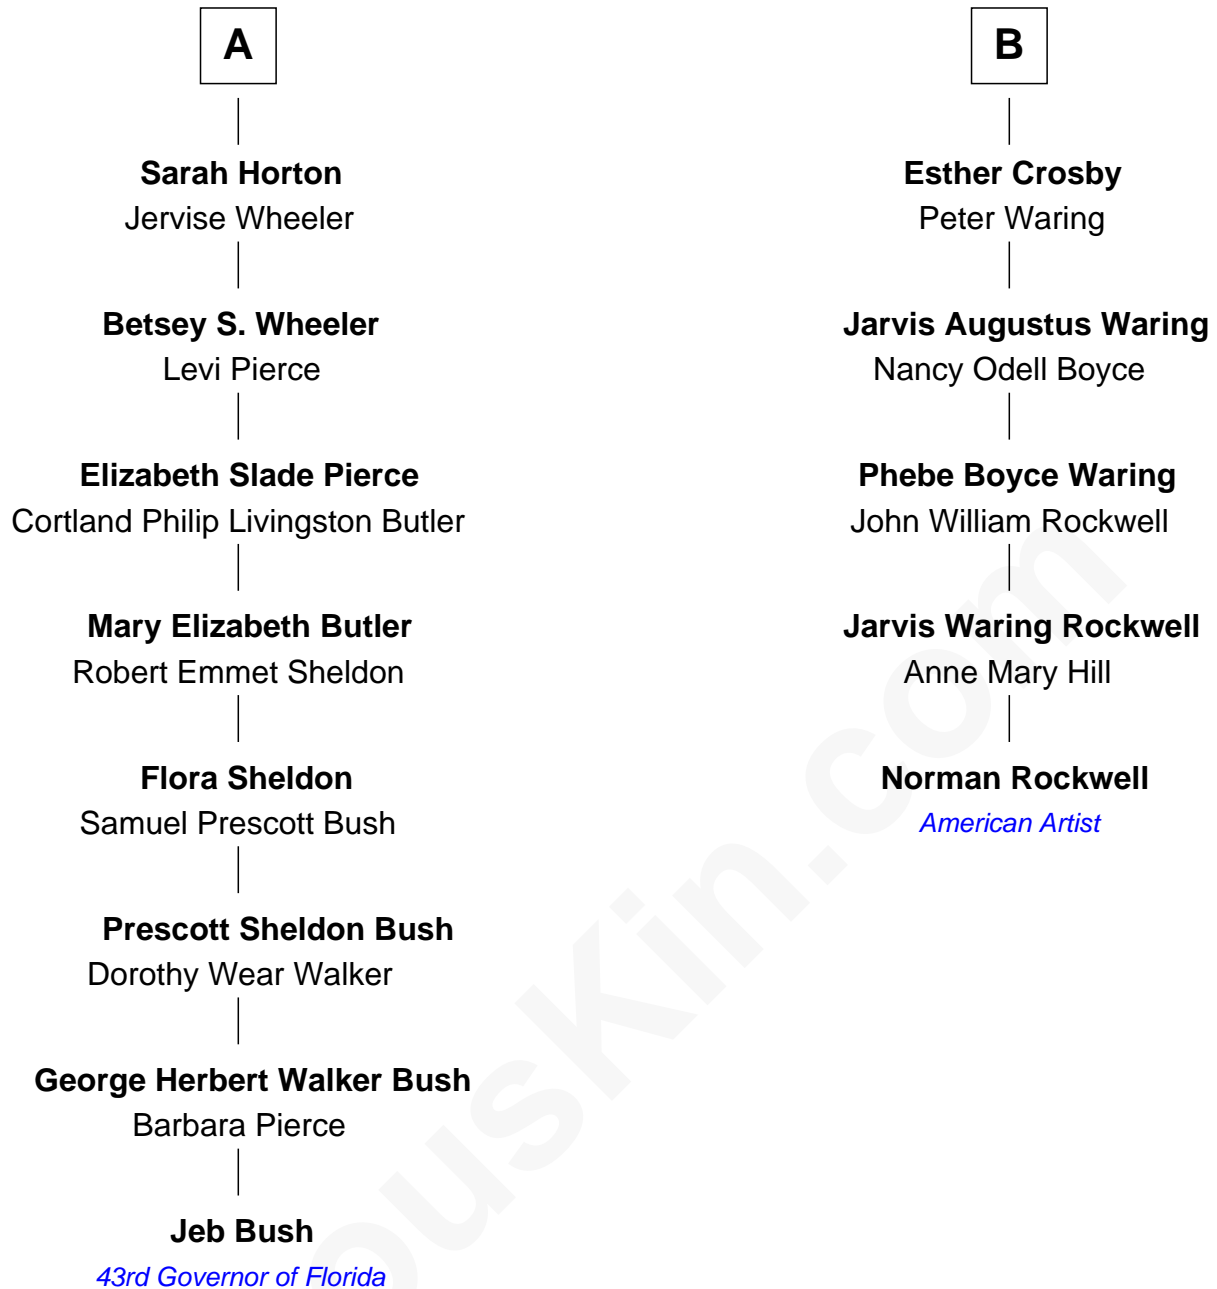 A
Sarah Horton
Jervise Wheeler
Betsey S. Wheeler
Levi Pierce
Elizabeth Slade Pierce
Cortland Philip Livingston Butler
Mary Elizabeth Butler
Robert Emmet Sheldon
Flora Sheldon
Samuel Prescott Bush
Prescott Sheldon Bush
Dorothy Wear Walker
George Herbert Walker Bush
Barbara Pierce
Jeb Bush
43rd Governor of Florida
B
Esther Crosby
Peter Waring
Jarvis Augustus Waring
Nancy Odell Boyce
Phebe Boyce Waring
John William Rockwell
Jarvis Waring Rockwell
Anne Mary Hill
Norman Rockwell
American Artist
ousKin.com